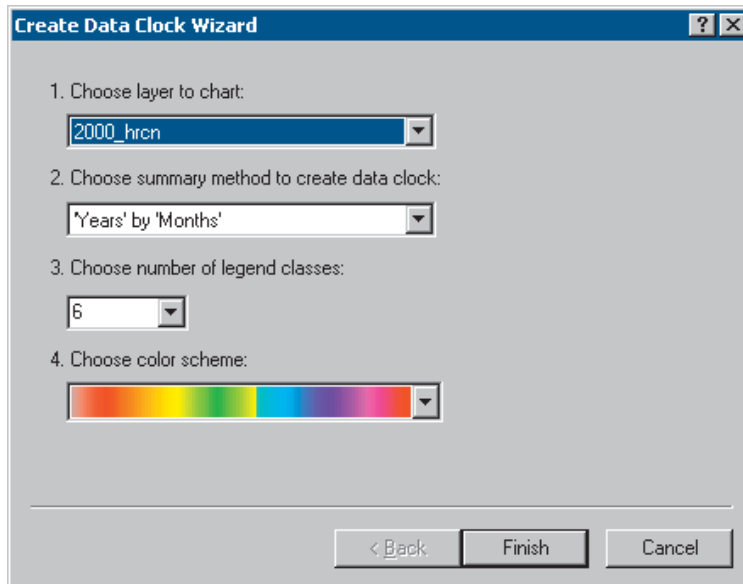 Create Data Clock Wizard
1. Choose layer to chart:
2000_hrcn
2. Choose summary method to create data clock:
'Years' by 'Months'
3. Choose number of legend classes:
6
4. Choose color scheme:
< Back
Finish
Cancel